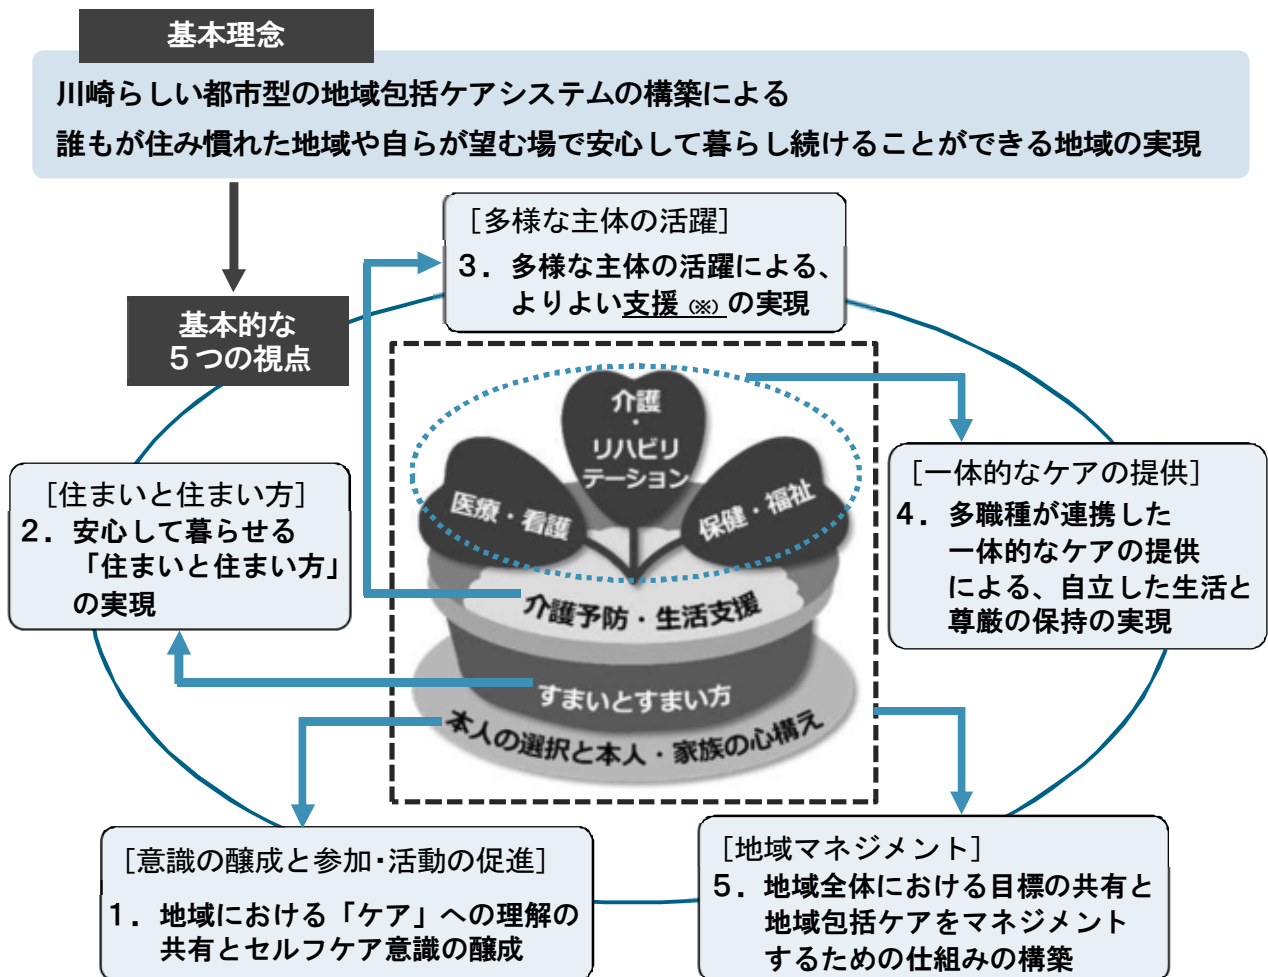 基本理念
川崎らしい都市型の地域包括ケアシステムの構築による
誰もが住み慣れた地域や自らが望む場で安心して暮らし続けることができる地域の実現
基本的な
５つの視点
［多様な主体の活躍］
３．多様な主体の活躍による、
よりよい支援（※）の実現
［住まいと住まい方］
２．安心して暮らせる
「住まいと住まい方」
の実現
介護
・
リハビリ
テーション
医療・看護
保健・福祉
介護予防・生活支援
すまいとすまい方
本人の選択と本人・家族の心構え
［一体的なケアの提供］
４．多職種が連携した
一体的なケアの提供
による、自立した生活と
尊厳の保持の実現
［意識の醸成と参加・活動の促進］
１．地域における「ケア」への理解の
共有とセルフケア意識の醸成
［地域マネジメント］
５．地域全体における目標の共有と
地域包括ケアをマネジメント
するための仕組みの構築